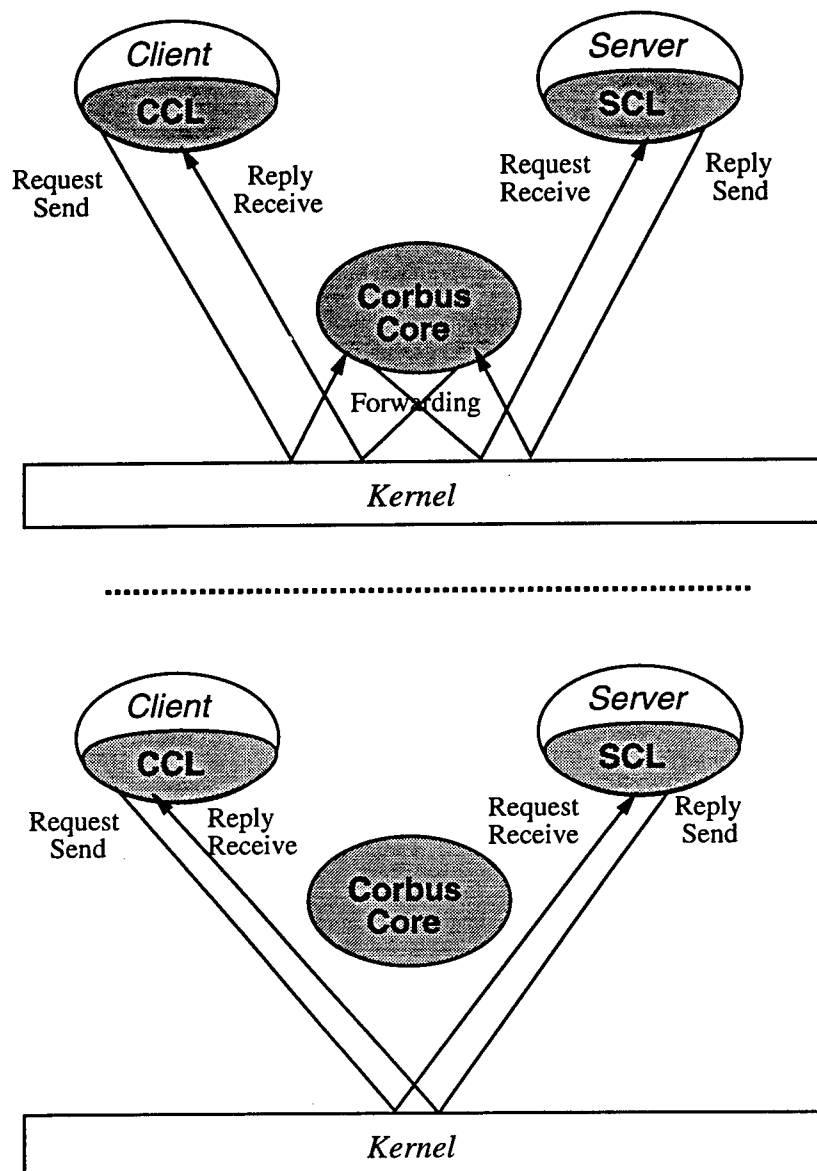 Client
CCL
Server
SCL
Request
Send
Reply
Receive
Request
Receive
Reply
Send
Corbus
Core
Forwarding
Kernel
Client
CCL
Server
SCL
Request
Send
Reply
Receive
Request
Receive
Reply
Send
Corbus
Core
Kernel